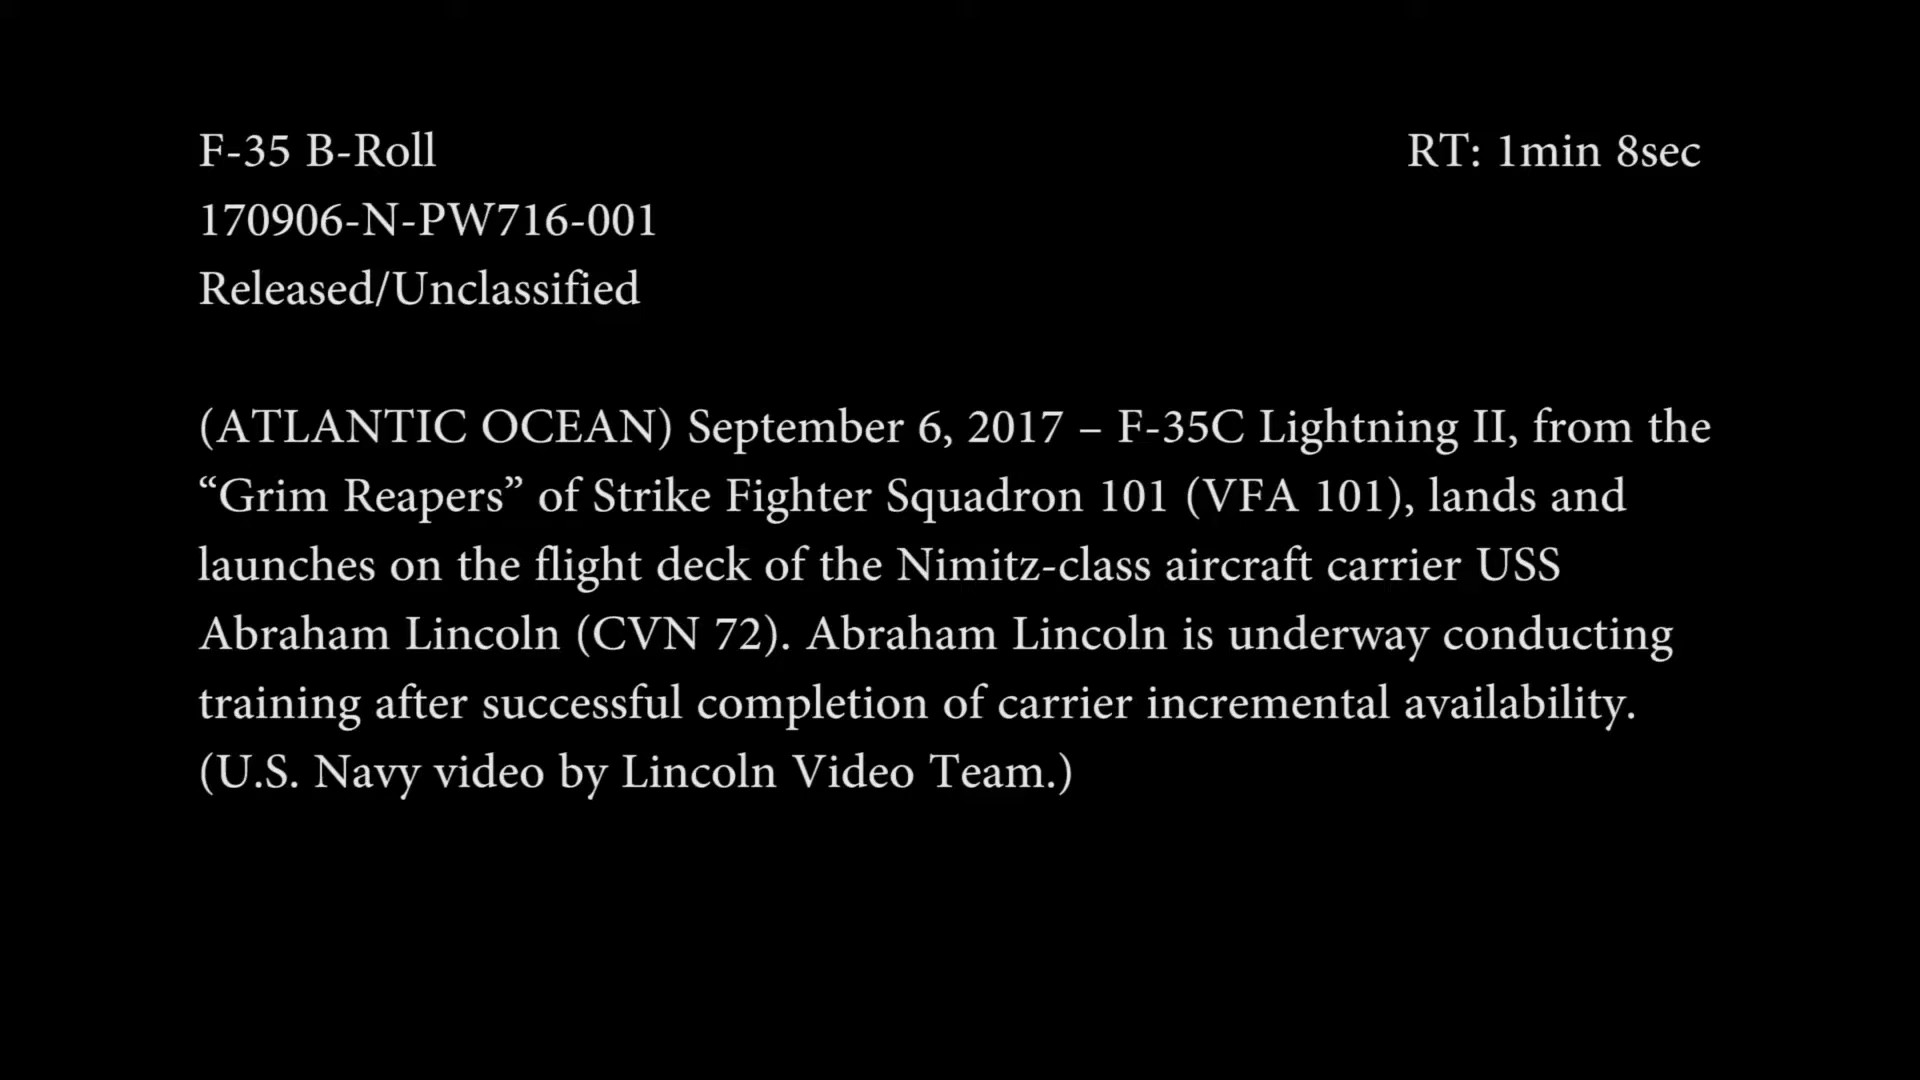 F-35 B-Roll RT: 1min 8sec
170906-N-PW716-001
Released/Unclassified
(ATLANTIC OCEAN) September 6, 2017 – F-35C Lightning II, from the
“Grim Reapers” of Strike Fighter Squadron 101 (VFA 101), lands and
launches on the flight deck of the Nimitz-class aircraft carrier USS
Abraham Lincoln (CVN 72). Abraham Lincoln is underway conducting
training after successful completion of carrier incremental availability.
(U.S. Navy video by Lincoln Video Team.)